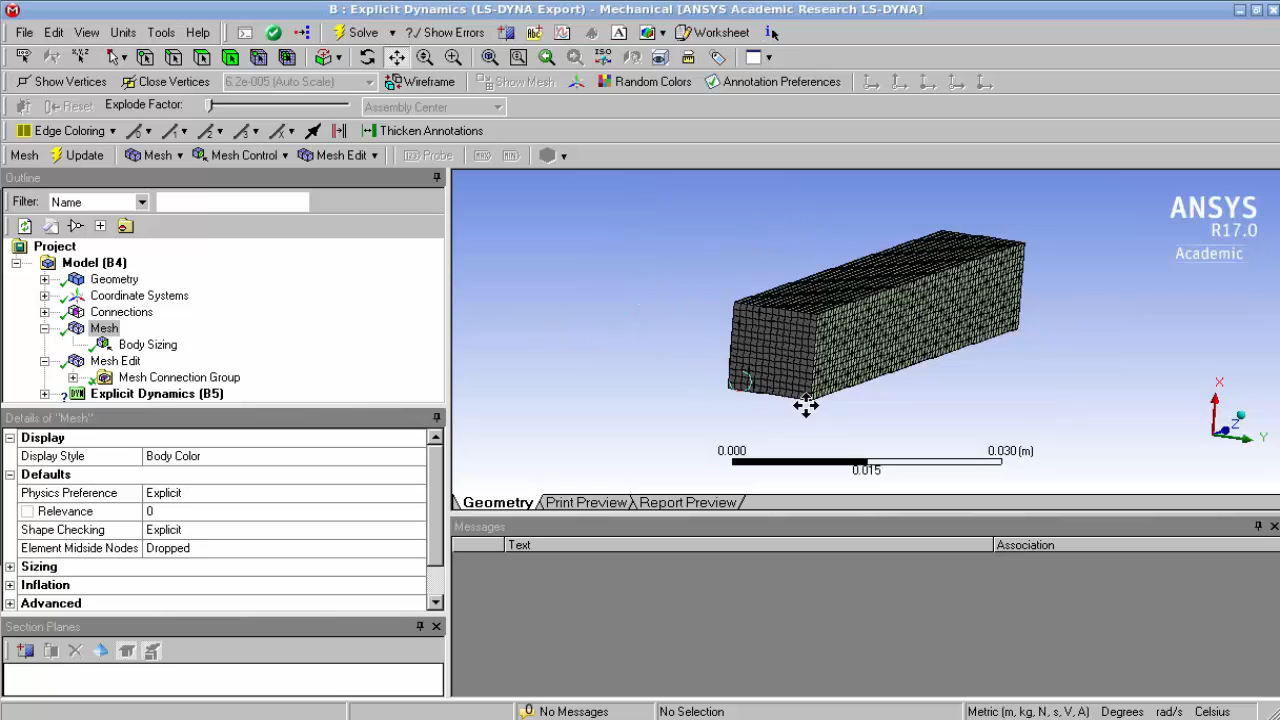 B : Explicit Dynamics (LS-DYNA Export) - Mechanical [ANSYS Academic Research LS-DYNA]
File Edit View Units Tools Help Solve ?/ Show Errors A Worksheet i
ISO
Show Vertices Close Vertices 6.2e-005 (Auto Scale) Wireframe Show Mesh Random Colors Annotation Preferences
Reset Explode Factor: Assembly Center
Edge Coloring Thicken Annotations
Mesh Update Mesh Mesh Control Mesh Edit Probe MAX MIN
Outline
Filter: Name
Project
Model (B4)
Geometry
Coordinate Systems
Connections
Mesh
Body Sizing
Mesh Edit
Mesh Connection Group
? DYN Explicit Dynamics (B5)
Details of "Mesh"
Display
Display Style Body Color
Defaults
Physics Preference Explicit
Relevance 0
Shape Checking Explicit
Element Midside Nodes Dropped
Sizing
Inflation
Advanced
Section Planes
ANSYS
R17.0
Academic
X
Z
Y
0.000 0.030 (m)
0.015
Geometry Print Preview Report Preview
Messages
Text Association
No Messages No Selection Metric (m, kg, N, s, V, A) Degrees rad/s Celsius